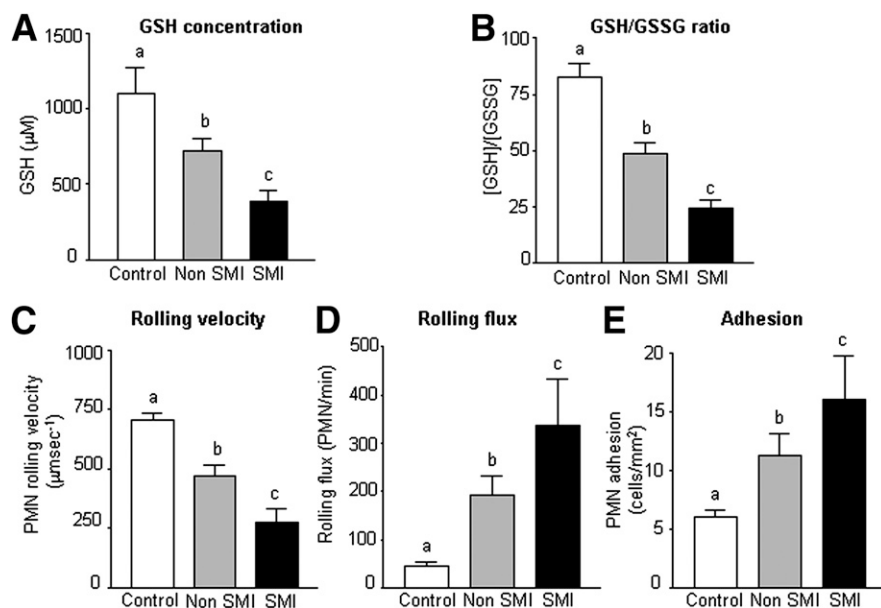 A GSH concentration
1500
1000
500
0
GSH (µM)
a
b
c
Control Non SMI SMI
B GSH/GSSG ratio
100
75
50
25
0
[GSH]/[GSSG]
a
b
c
Control Non SMI SMI
C Rolling velocity
1000
750
500
250
0
PMN rolling velocity
(µmsec⁻¹)
a
b
c
Control Non SMI SMI
D Rolling flux
500
400
300
200
100
0
Rolling flux (PMN/min)
a
b
c
Control Non SMI SMI
E Adhesion
20
15
10
5
0
PMN adhesion
(cells/mm²)
a
b
c
Control Non SMI SMI